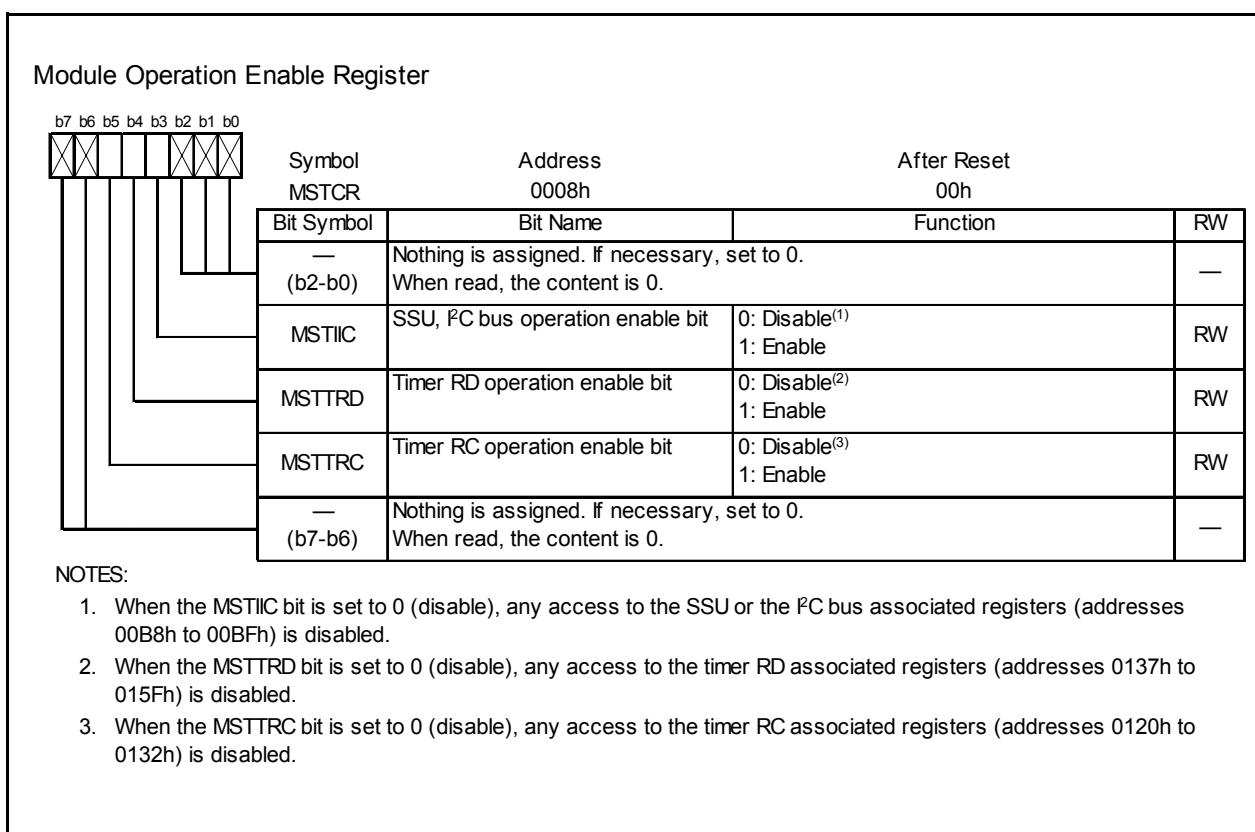 Module Operation Enable Register
b7 b6 b5 b4 b3 b2 b1 b0
Symbol Address After Reset
MSTCR 0008h 00h
Bit Symbol Bit Name Function RW
— (b2-b0) Nothing is assigned. If necessary, set to 0. —
When read, the content is 0.
MSTIIC SSU, I²C bus operation enable bit 0: Disable(1) RW
1: Enable
MSTTRD Timer RD operation enable bit 0: Disable(2) RW
1: Enable
MSTTRC Timer RC operation enable bit 0: Disable(3) RW
1: Enable
— (b7-b6) Nothing is assigned. If necessary, set to 0. —
When read, the content is 0.
NOTES:
1. When the MSTIIC bit is set to 0 (disable), any access to the SSU or the I²C bus associated registers (addresses
00B8h to 00BFh) is disabled.
2. When the MSTTRD bit is set to 0 (disable), any access to the timer RD associated registers (addresses 0137h to
015Fh) is disabled.
3. When the MSTTRC bit is set to 0 (disable), any access to the timer RC associated registers (addresses 0120h to
0132h) is disabled.